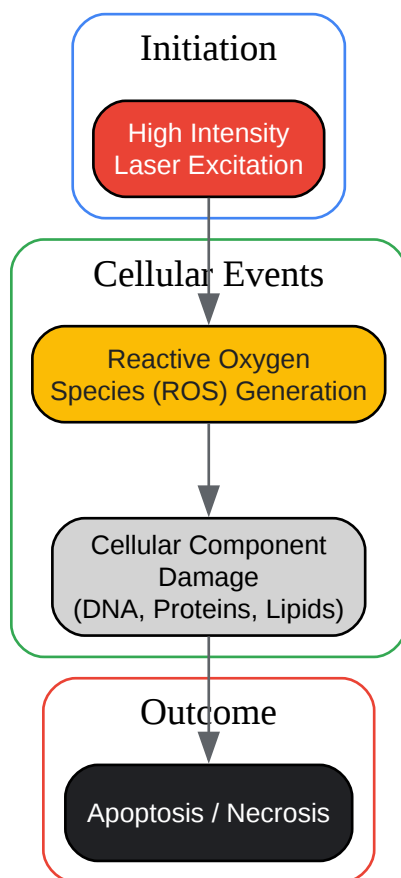 Initiation
High Intensity
Laser Excitation
Cellular Events
Reactive Oxygen
Species (ROS) Generation
Cellular Component
Damage
(DNA, Proteins, Lipids)
Outcome
Apoptosis / Necrosis